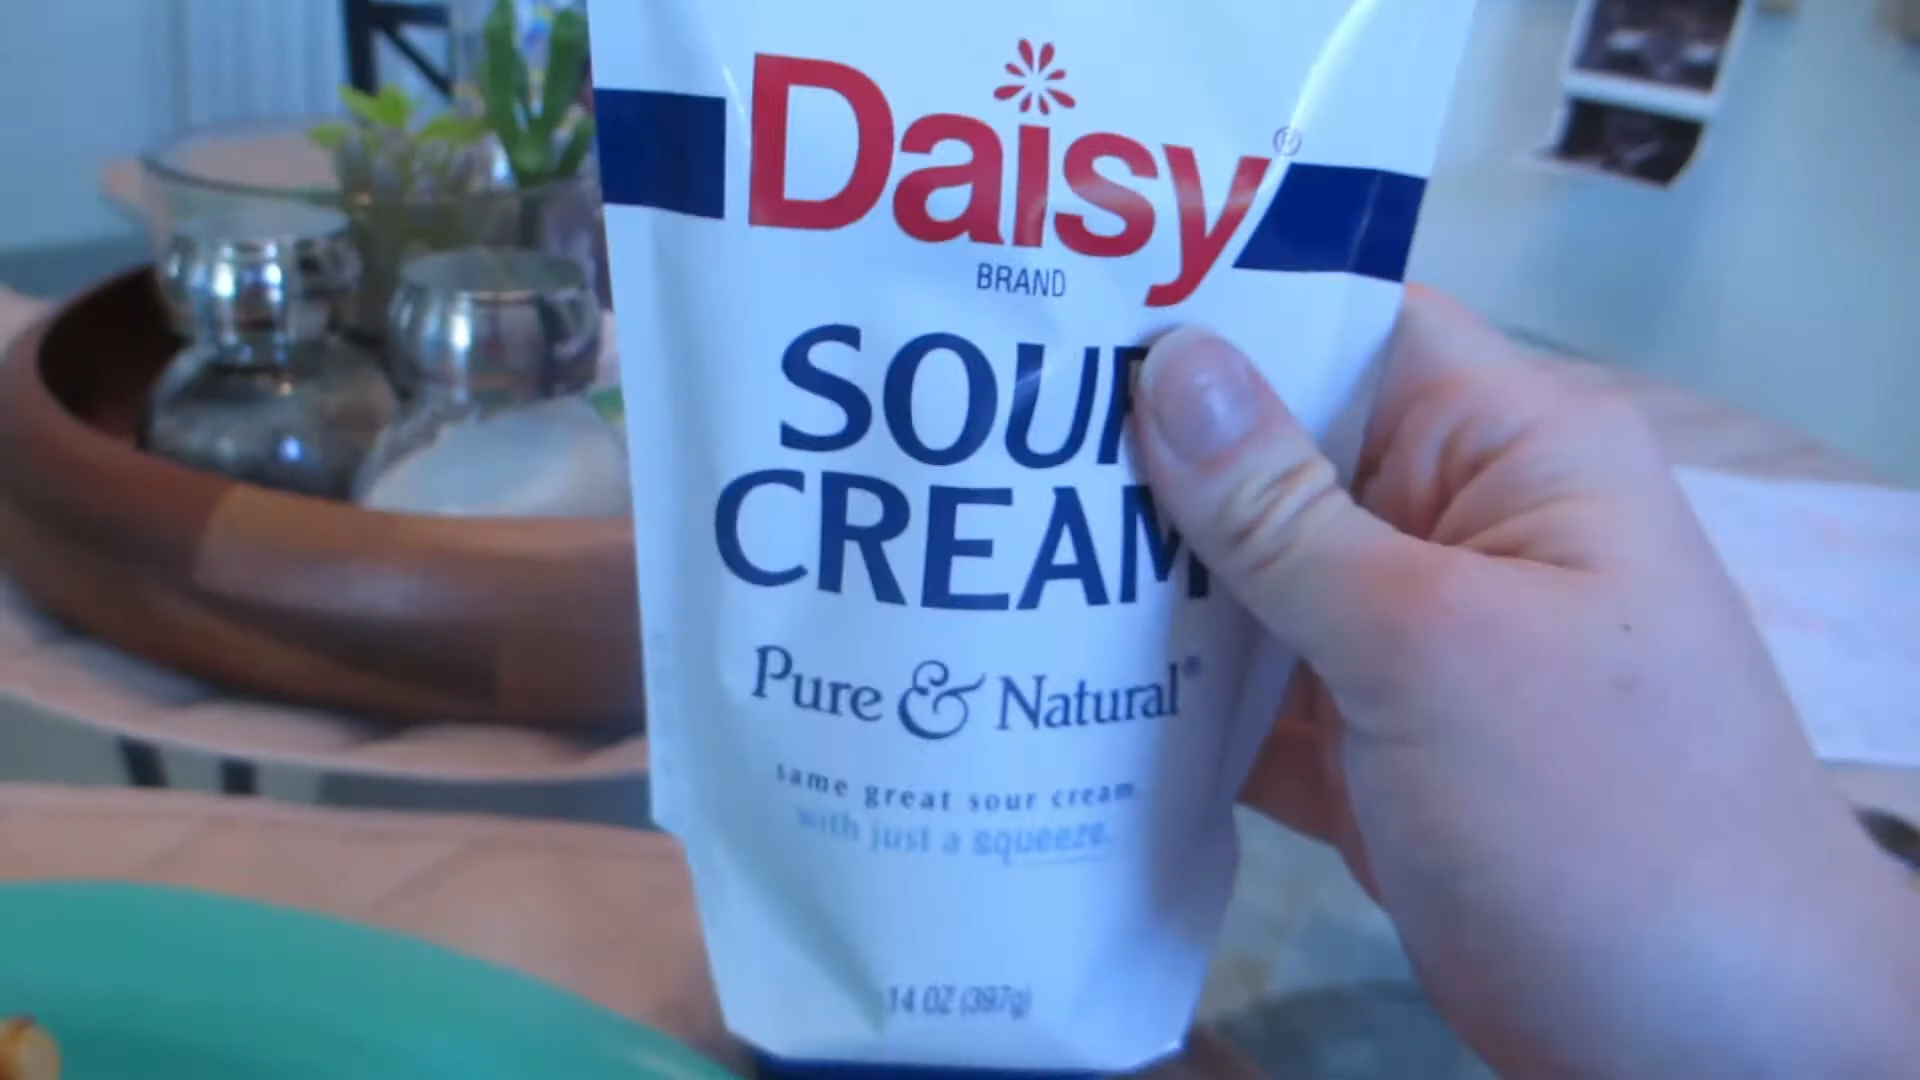 Daisy®
BRAND
SOUR
CREAM
Pure & Natural®
same great sour cream,
with just a squeeze.
14 OZ (397g)